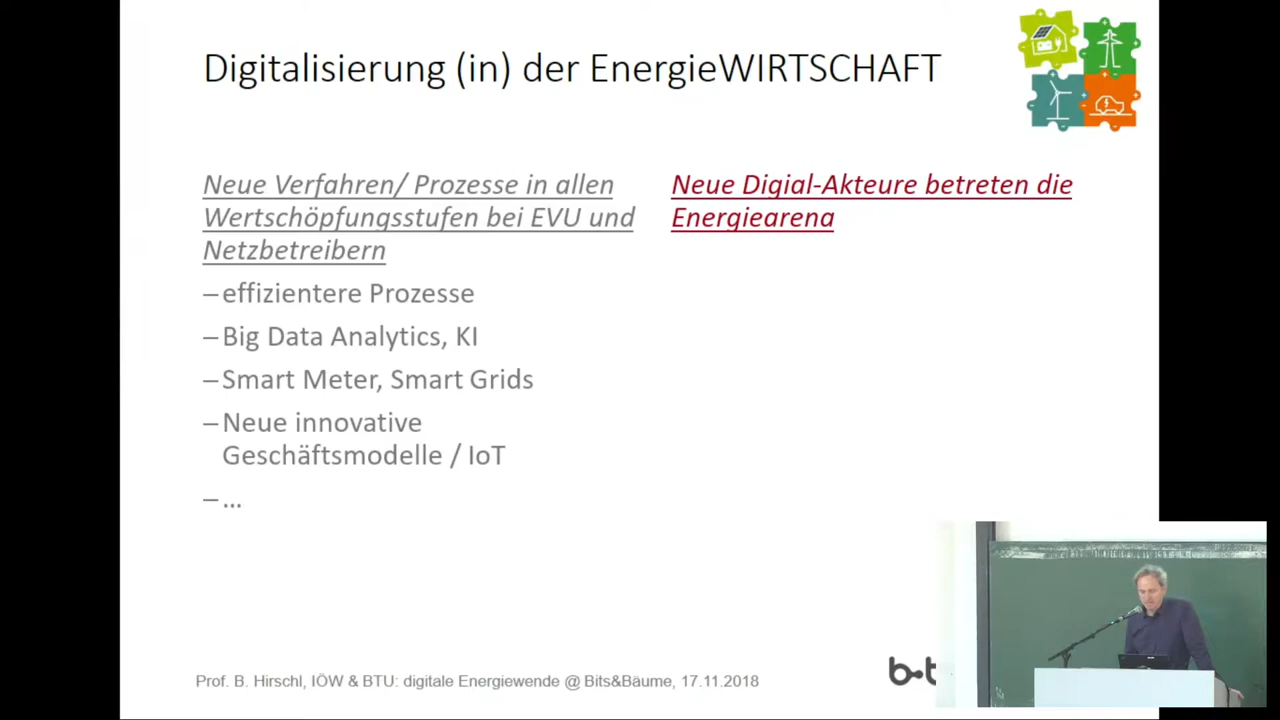 Digitalisierung (in) der EnergieWIRTSCHAFT
Neue Verfahren/ Prozesse in allen
Wertschöpfungsstufen bei EVU und
Netzbetreibern
–effizientere Prozesse
–Big Data Analytics, KI
–Smart Meter, Smart Grids
–Neue innovative
Geschäftsmodelle / IoT
–...
Neue Digial-Akteure betreten die
Energiearena
Prof. B. Hirschl, IÖW & BTU: digitale Energiewende @ Bits&Bäume, 17.11.2018